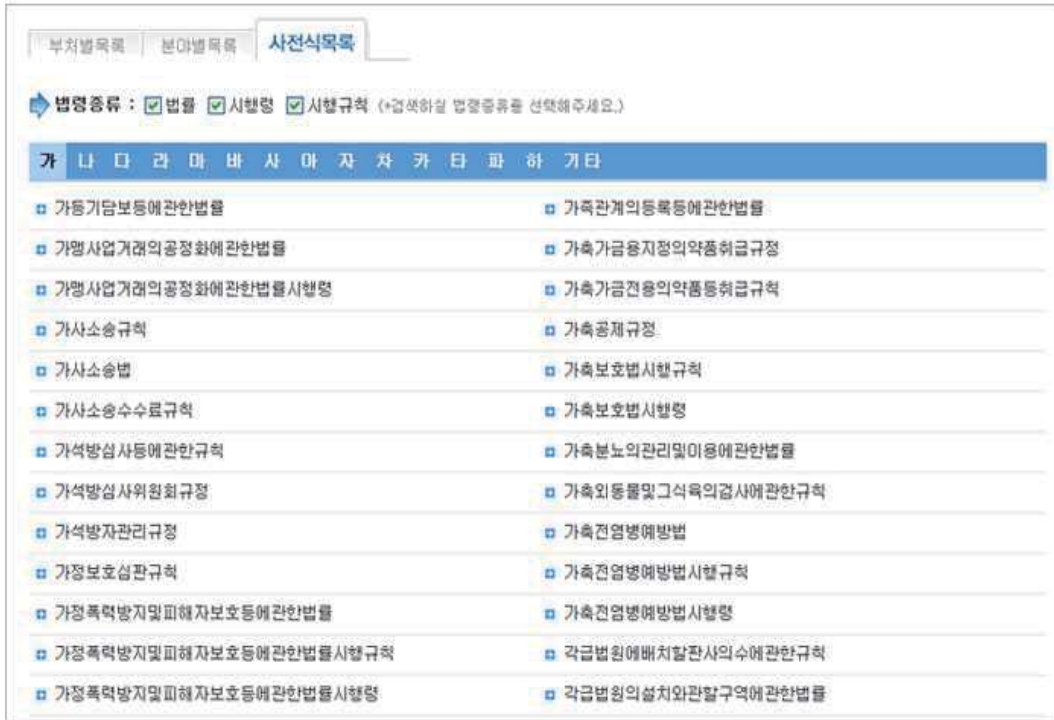 부처별목록 분야별목록 사전식목록
법령종류 : 법률 시행령 시행규칙 (*검색하실 법령종류를 선택해주세요.)
가 나 다 라 마 바 사 아 자 차 카 타 파 하 기타
가등기담보등에관한법률 가족관계의등록등에관한법률
가맹사업거래의공정화에관한법률 가축가금용지정의약품취급규정
가맹사업거래의공정화에관한법률시행령 가축가금전용의약품등취급규칙
가사소송규칙 가축공제규정
가사소송법 가축보호법시행규칙
가사소송수수료규칙 가축보호법시행령
가석방심사등에관한규칙 가축분뇨의관리및이용에관한법률
가석방심사위원회규정 가축외동물및그식육의검사에관한규칙
가석방자관리규정 가축전염병예방법
가정보호심판규칙 가축전염병예방법시행규칙
가정폭력방지및피해자보호등에관한법률 가축전염병예방법시행령
가정폭력방지및피해자보호등에관한법률시행규칙 각급법원에배치할판사의수에관한규칙
가정폭력방지및피해자보호등에관한법률시행령 각급법원의설치와관할구역에관한법률